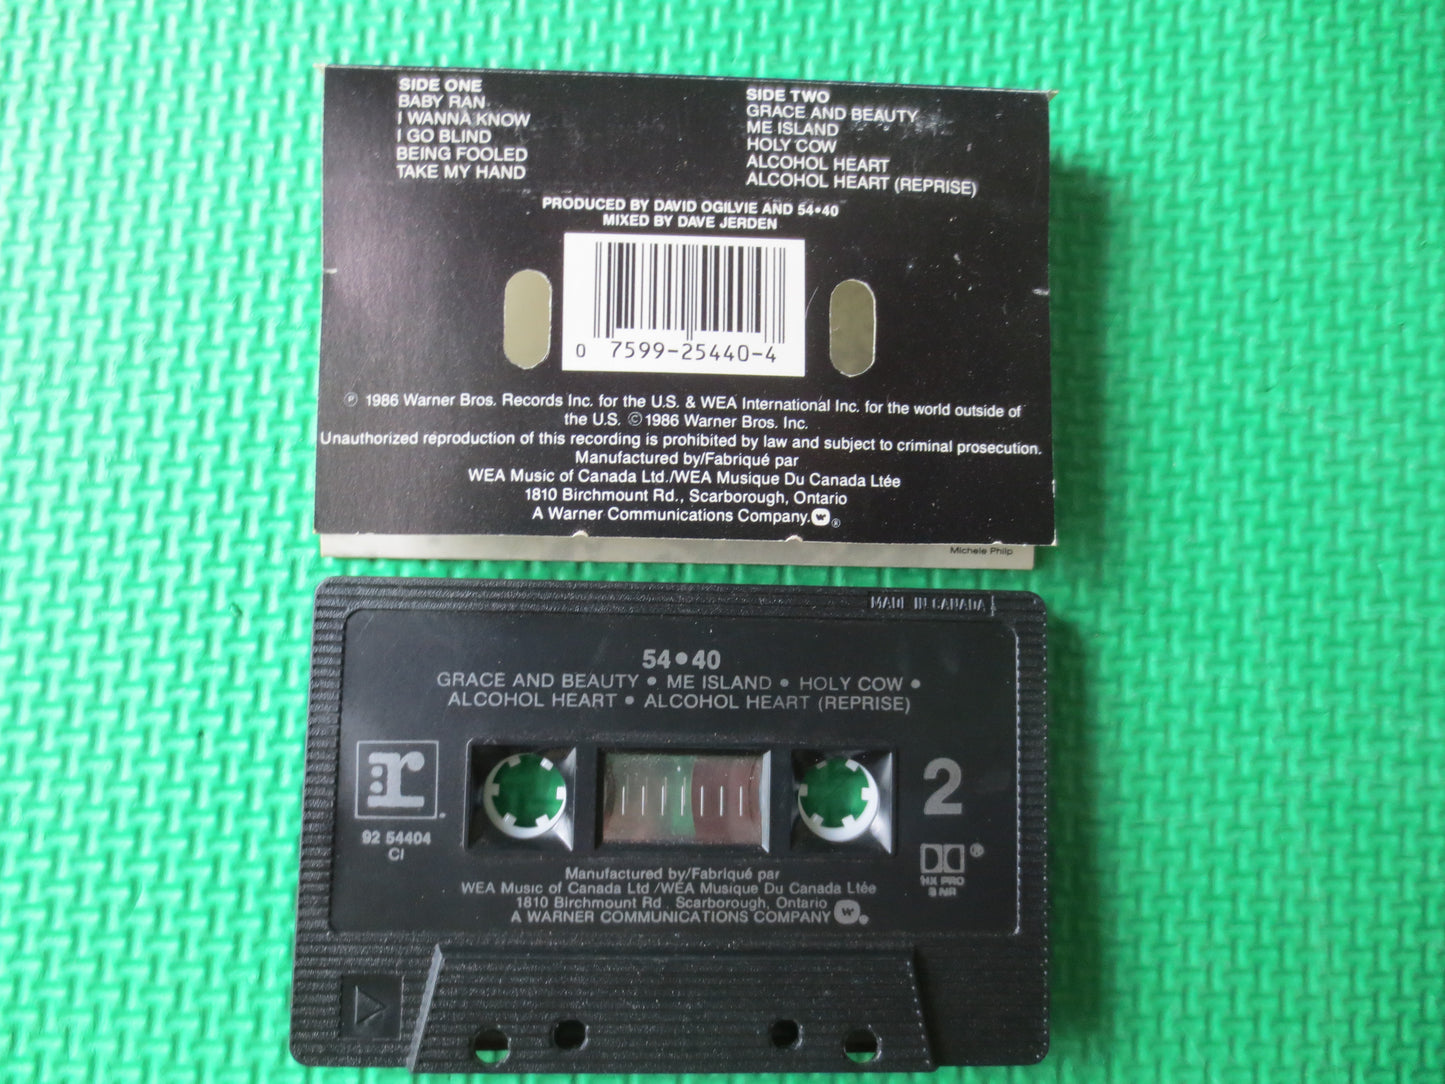 SIDE ONE
BABY RAN
I WANNA KNOW
I GO BLIND
BEING FOOLED
TAKE MY HAND
SIDE TWO
GRACE AND BEAUTY
ME ISLAND
HOLY COW
ALCOHOL HEART
ALCOHOL HEART (REPRISE)
PRODUCED BY DAVID OGILVIE AND 54•40
MIXED BY DAVE JERDEN
0 7599-25440-4
℗ 1986 Warner Bros. Records Inc. for the U.S. & WEA International Inc. for the world outside of
the U.S. © 1986 Warner Bros. Inc.
Unauthorized reproduction of this recording is prohibited by law and subject to criminal prosecution.
Manufactured by/Fabriqué par
WEA Music of Canada Ltd./WEA Musique Du Canada Ltée
1810 Birchmount Rd., Scarborough, Ontario
A Warner Communications Company. ®
Michele Philp
MADE IN CANADA
54•40
GRACE AND BEAUTY • ME ISLAND • HOLY COW •
ALCOHOL HEART • ALCOHOL HEART (REPRISE)
r
92 54404
CI
2
®
HX PRO
B NR
Manufactured by/Fabriqué par
WEA Music of Canada Ltd /WEA Musique Du Canada Ltée
1810 Birchmount Rd . Scarborough, Ontario
A WARNER COMMUNICATIONS COMPANY